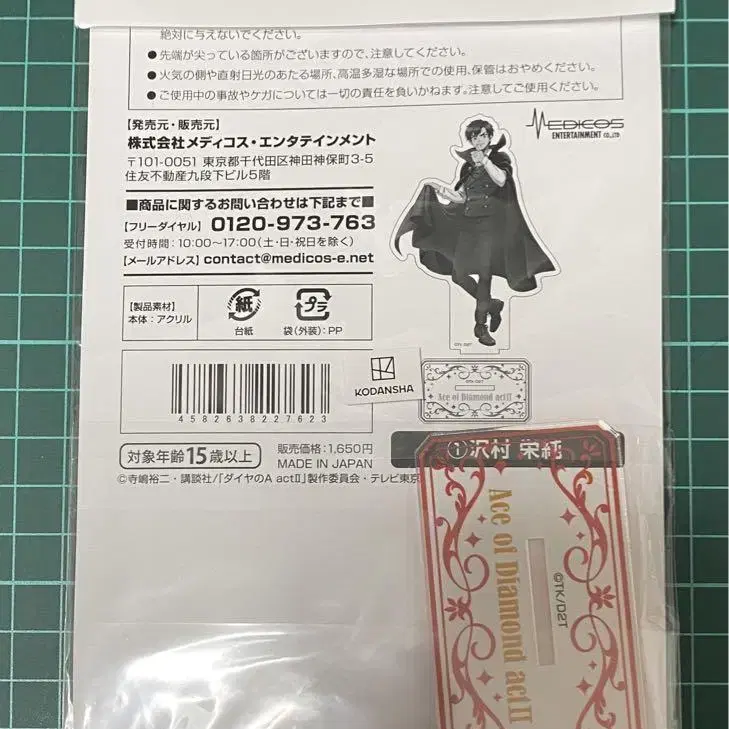 絶対に与えないでください。
●先端が尖っている箇所がございますので、注意してください。
●火気の側や直射日光のあたる場所、高温多湿な場所での使用、保管はおやめください。
●ご使用中の事故やケガについては一切の責任を負いかねます。注意してご使用ください。
【発売元・販売元】
株式会社メディコス・エンタテインメント
〒101-0051 東京都千代田区神田神保町3-5
住友不動産九段下ビル5階
MEDICOS
ENTERTAINMENT CO.,LTD
■商品に関するお問い合わせは下記まで■
【フリーダイヤル】0120-973-763
受付時間:10:00〜17:00(土・日・祝日を除く)
【メールアドレス】contact@medicos-e.net
【製品素材】
本体:アクリル
紙
台紙
プラ
袋(外装):PP
©TK/D2T
©TK/D2T
Ace of Diamond actII
4582638227623
KODANSHA
対象年齢15歳以上
販売価格:1,650円
MADE IN JAPAN
©寺嶋裕二・講談社/「ダイヤのA actⅡ」製作委員会・テレビ東京
①沢村 栄純
Ace of Diamond actII
©TK/D2T